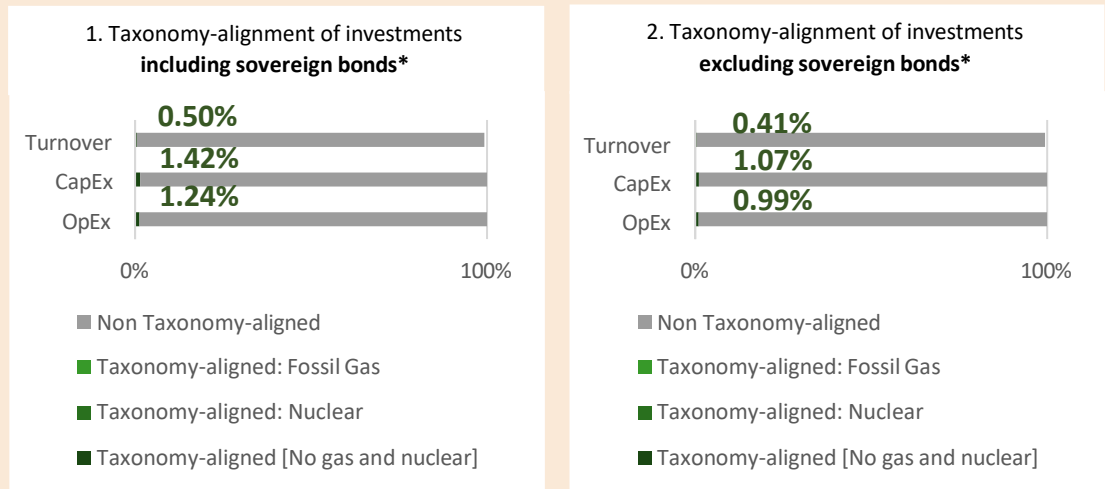 1. Taxonomy-alignment of investments
including sovereign bonds*
0.50%
Turnover
1.42%
CapEx
1.24%
OpEx
0%
100%
Non Taxonomy-aligned
Taxonomy-aligned: Fossil Gas
Taxonomy-aligned: Nuclear
Taxonomy-aligned [No gas and nuclear]
2. Taxonomy-alignment of investments
excluding sovereign bonds*
0.41%
Turnover
1.07%
CapEx
0.99%
OpEx
0%
100%
Non Taxonomy-aligned
Taxonomy-aligned: Fossil Gas
Taxonomy-aligned: Nuclear
Taxonomy-aligned [No gas and nuclear]